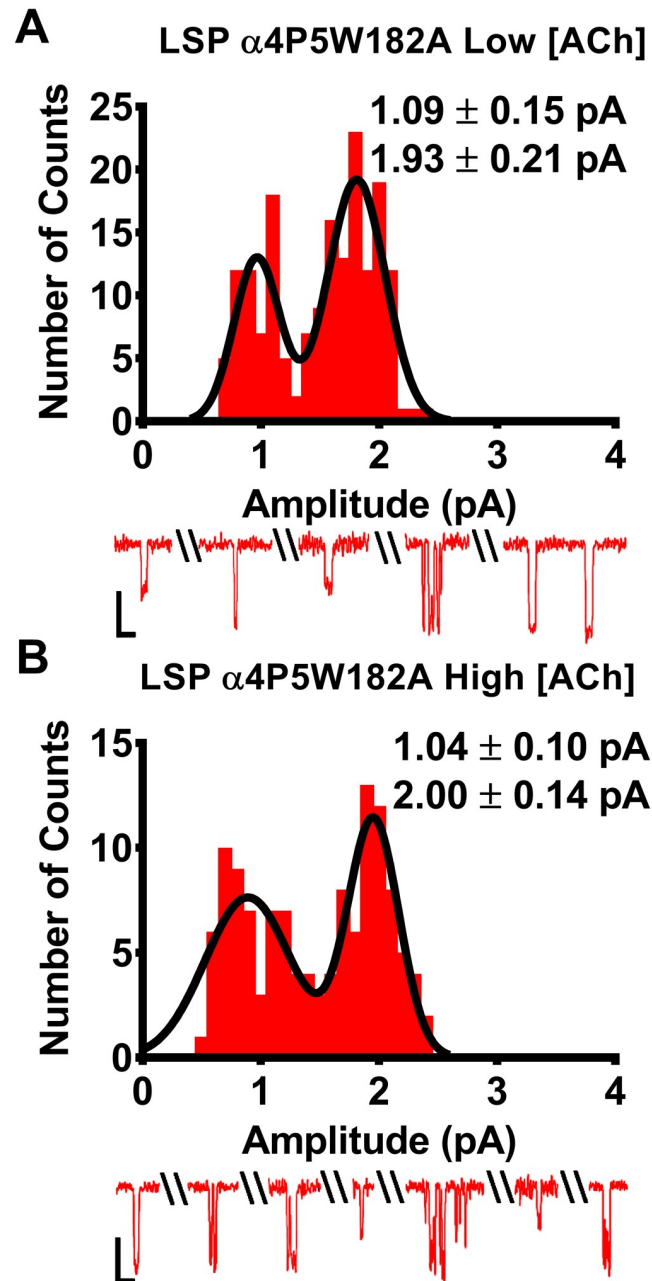 A
LSP α4P5W182A Low [ACh]
1.09 ± 0.15 pA
1.93 ± 0.21 pA
Number of Counts
25
20
15
10
5
0
0 1 2 3 4
Amplitude (pA)
B
LSP α4P5W182A High [ACh]
1.04 ± 0.10 pA
2.00 ± 0.14 pA
Number of Counts
15
10
5
0
0 1 2 3 4
Amplitude (pA)